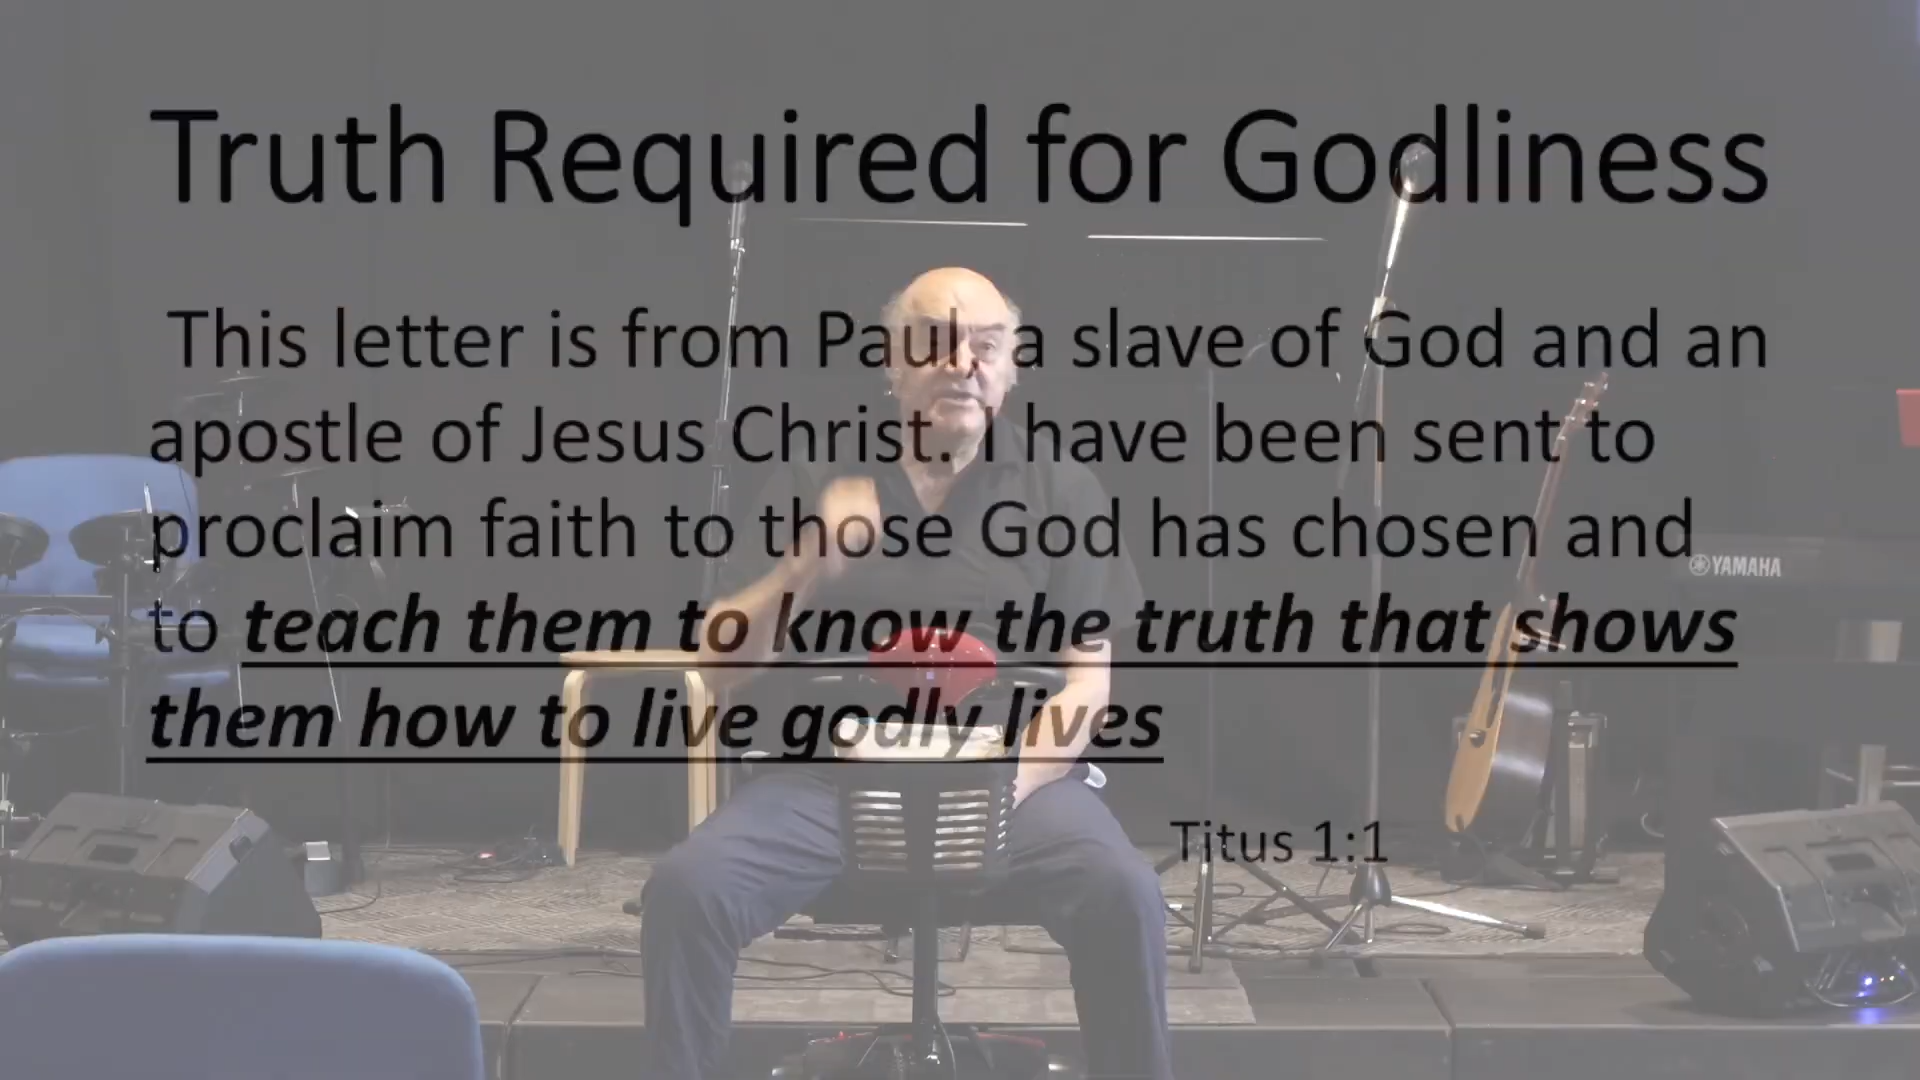 Truth Required for Godliness
This letter is from Paul, a slave of God and an
apostle of Jesus Christ. I have been sent to
proclaim faith to those God has chosen and
to teach them to know the truth that shows
them how to live godly lives
Titus 1:1
YAMAHA